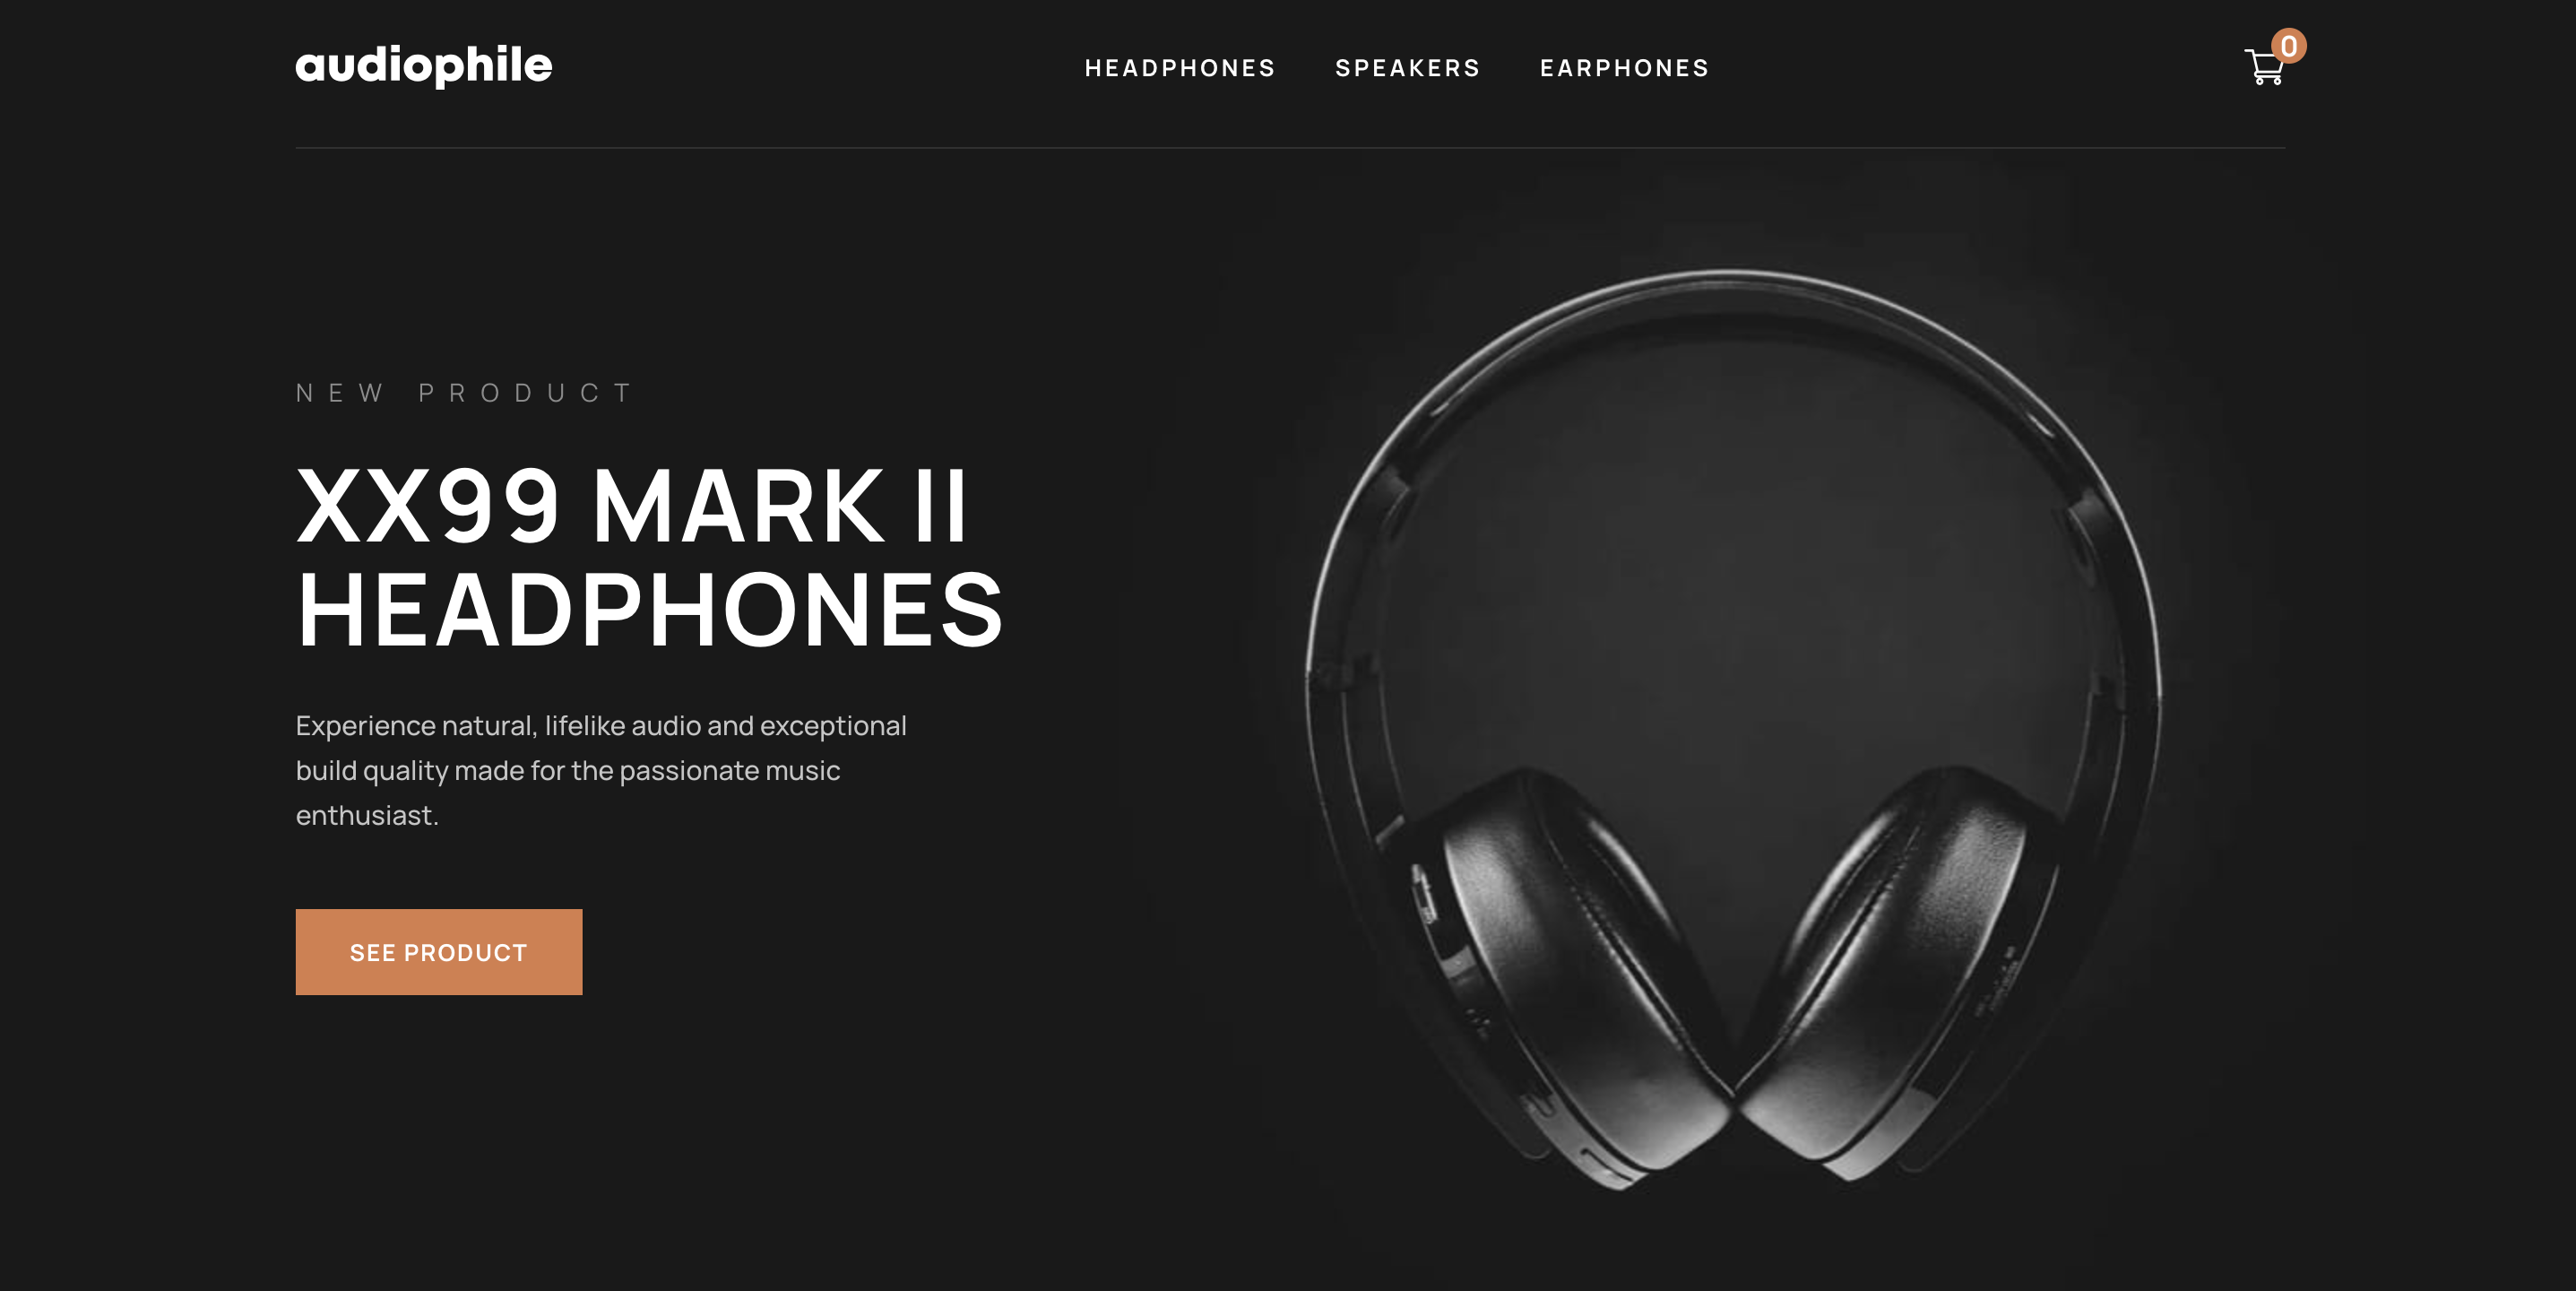 audiophile
HEADPHONES SPEAKERS EARPHONES
0
NEW PRODUCT
XX99 MARK II
HEADPHONES
Experience natural, lifelike audio and exceptional
build quality made for the passionate music
enthusiast.
SEE PRODUCT